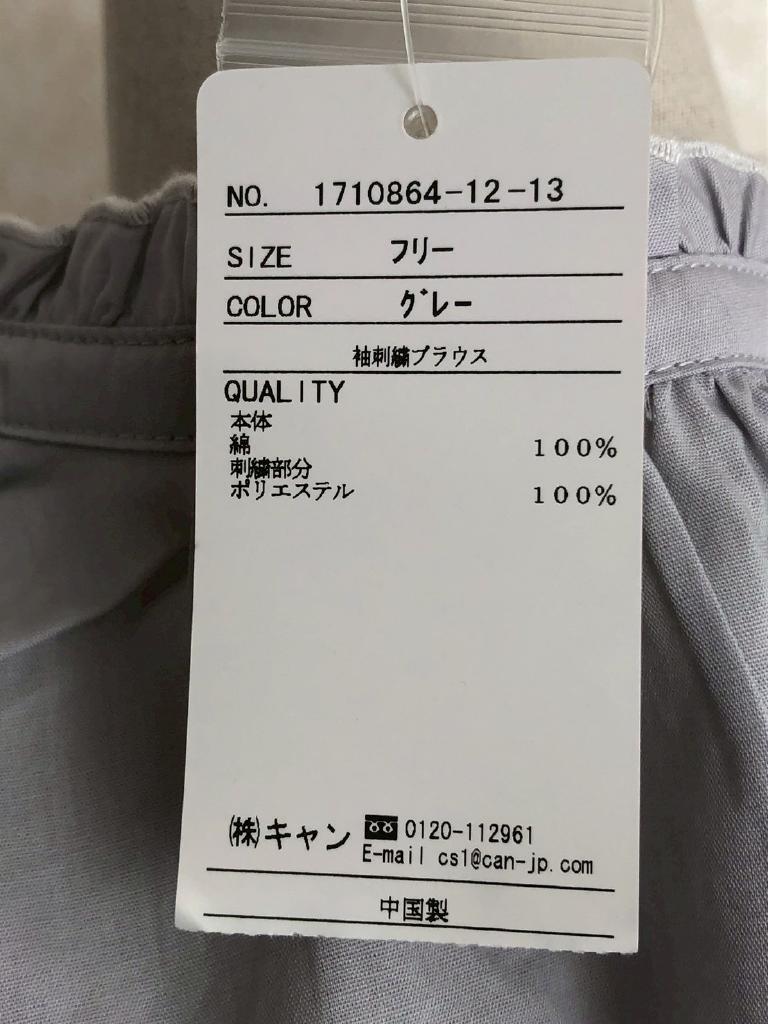 NO. 1710864-12-13
SIZE フリー
COLOR グレー
袖刺繍ブラウス
QUALITY
本体
綿 100%
刺繍部分
ポリエステル 100%
㈱キャン 0120-112961
E-mail cs1@can-jp.com
中国製